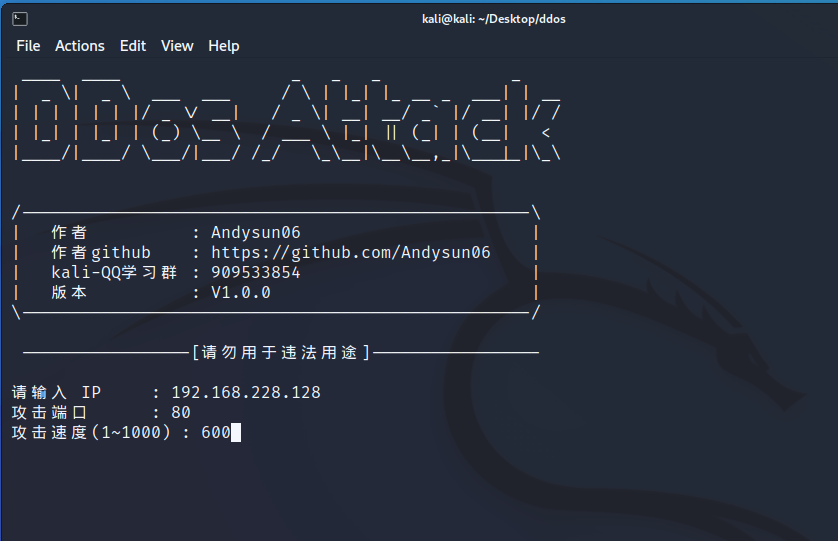 kali@kali: ~/Desktop/ddos
File Actions Edit View Help
DDos Attack
作者 : Andysun06
作者github : https://github.com/Andysun06
kali-QQ学习群 : 909533854
版本 : V1.0.0
[请勿用于违法用途]
请输入 IP : 192.168.228.128
攻击端口 : 80
攻击速度(1~1000) : 600